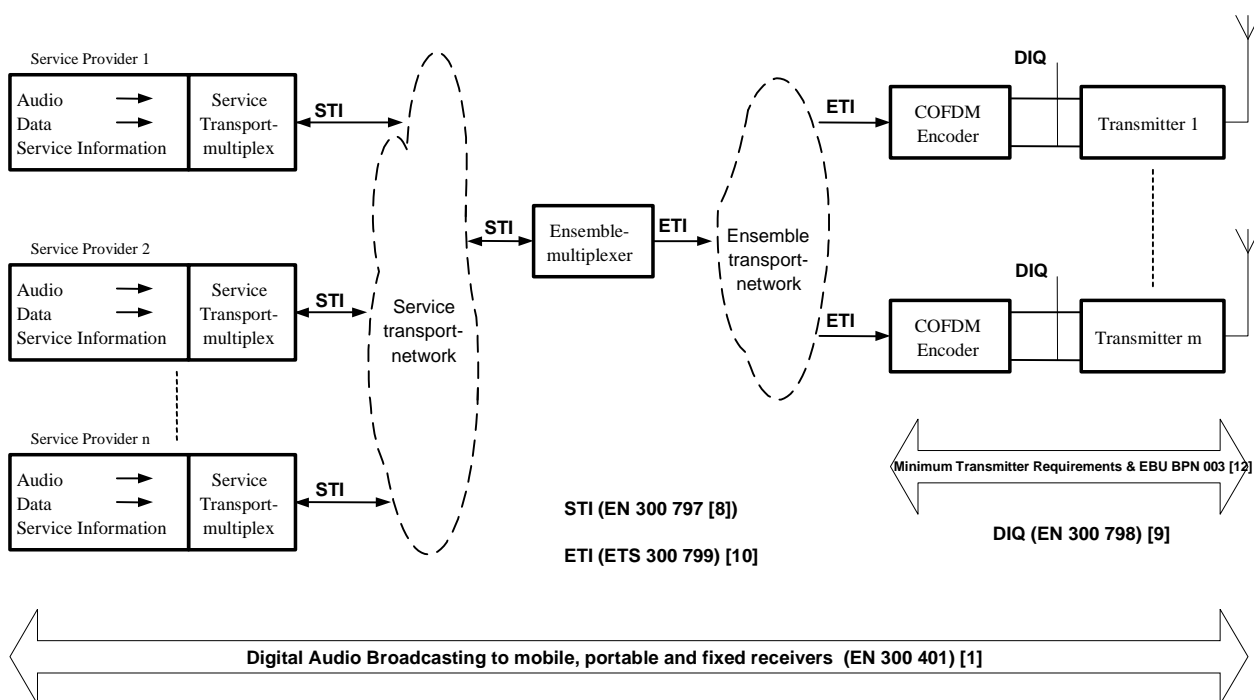 Service Provider 1
Audio
Data
Service Information
Service
Transport-
multiplex
STI
Service Provider 2
Audio
Data
Service Information
Service
Transport-
multiplex
STI
Service Provider n
Audio
Data
Service Information
Service
Transport-
multiplex
STI
Service
transport-
network
STI
Ensemble-
multiplexer
ETI
Ensemble
transport-
network
ETI
COFDM
Encoder
DIQ
Transmitter 1
ETI
COFDM
Encoder
DIQ
Transmitter m
Minimum Transmitter Requirements & EBU BPN 003 [12]
STI (EN 300 797 [8])
ETI (ETS 300 799) [10]
DIQ (EN 300 798) [9]
Digital Audio Broadcasting to mobile, portable and fixed receivers (EN 300 401) [1]